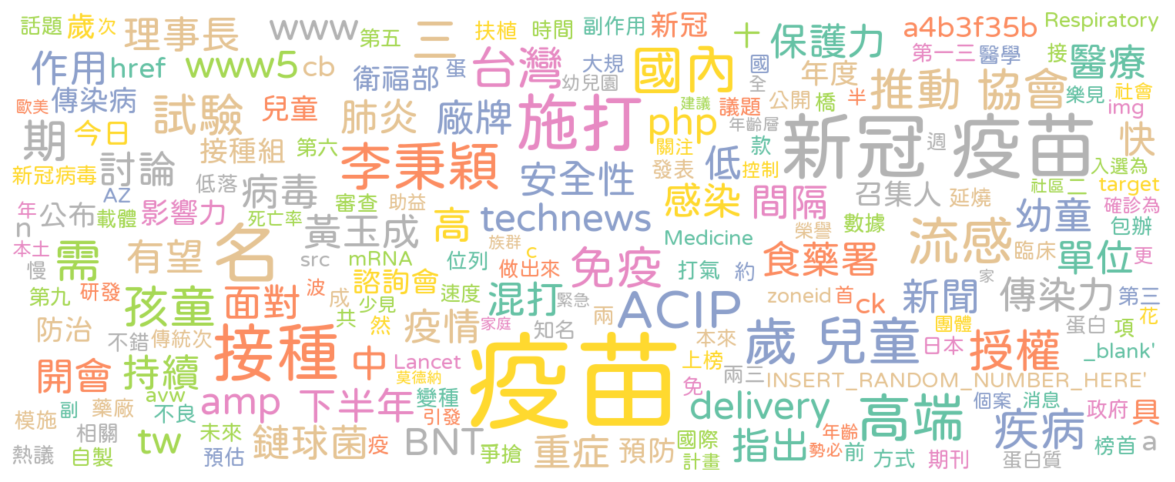 話題 歲 次 理事長 www 第五 三 扶植 時間 副作用 新冠 十 保護力 a4b3f35b Respiratory
作用 href www5 cb 衛福部 蛋 台灣 大規 國內 國 全 年度 第一三 醫學 接 醫療
傳染病 幼兒園 推動 協會 樂見 社會
歐美 試驗 兒童 肺炎 廠牌 施打 建議 議題 公開 橋 半 img
期 今日 接種組 第六 php 年齡層 新冠 疫苗 週 快
新冠病毒 討論 低落 病毒 李秉穎 安全性 關注 發表 低 款 控制 入選為
AZ 審查 助益 感染 間隔 召集人 延燒 社區 二 target
年 公布 載體 影響力 死亡率 黃玉成 高 technews 榮譽 數據 幼童 確診為
n 本土 需 有望 名 src mRNA 族群 c Medicine 流感 臨床 包辦
慢 位列 做出來 免疫 打氣 約 食藥署 單位 更
第九 研發 孩童 面對 波 成 諮詢會 少見 速度 混打 緊急 ACIP zoneid 首 ck 新聞 家 傳染力 第三
防治 不錯 傳統次 接種 共 然 疫情 家庭 知名 兩 本來 歲 兒童 團體 日本 蛋白 項 花
開會 持續 中 Lancet 疫苗 上榜 授權 _blank'
avw 莫德納 免 兩三 INSERT_RANDOM_NUMBER_HERE'
模施 副 藥廠 不良 amp 下半年 變種 引發 delivery 高端 個案 消息 政府 具
熱議 相關 自製 tw 未來 預估 鏈球菌 疫 BNT 爭搶 重症 預防 國際 計畫 指出 年齡 勢必 前 方式 期刊 疾病 蛋白質 榜首 a